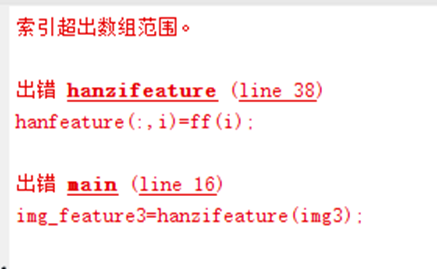 索引超出数组范围。
出错 hanzifeature (line 38)
hanfeature(:,i)=ff(i);
出错 main (line 16)
img_feature3=hanzifeature(img3);